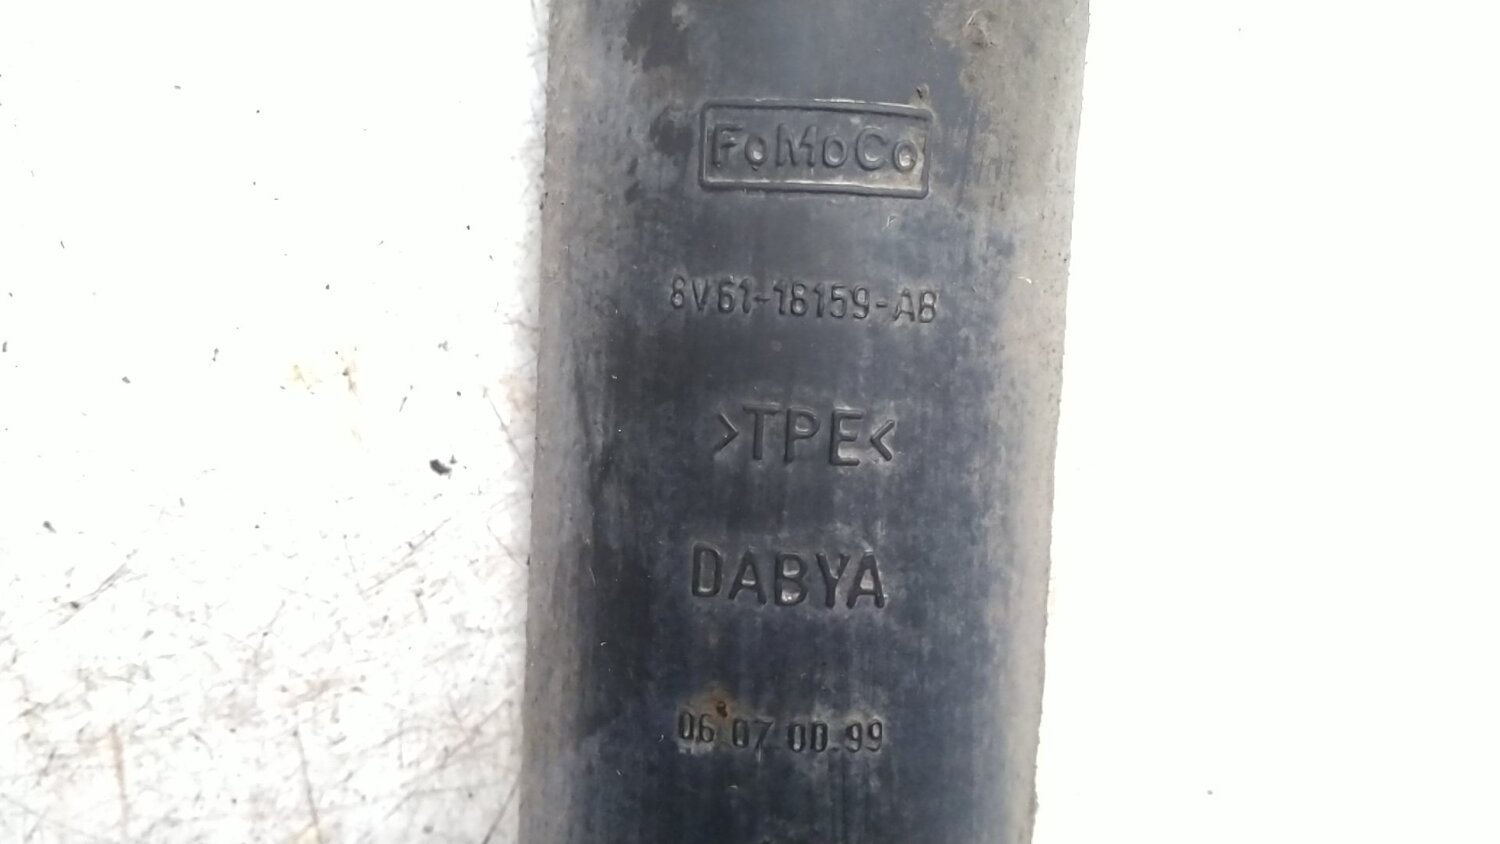 FoMoCo
8V61-18159-AB
>TPE<
DABYA
06 07 00 99